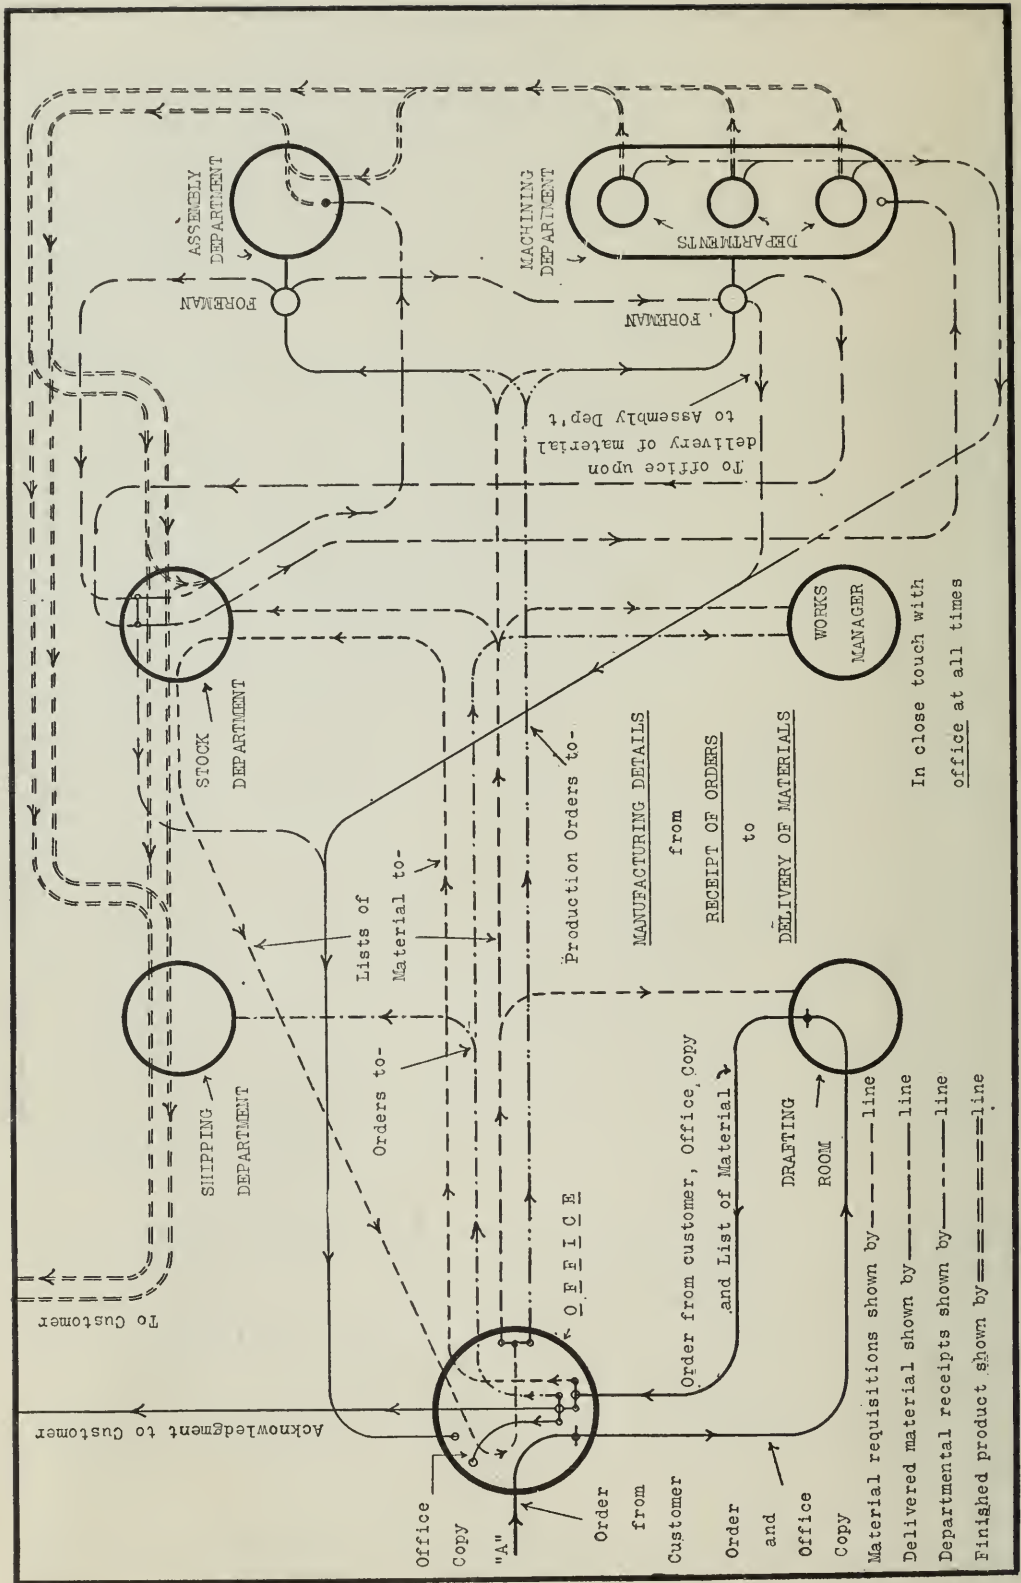 To Customer
Acknowledgment to Customer
SHIPPING
DEPARTMENT
STOCK
DEPARTMENT
ASSEMBLY
DEPARTMENT
FOREMAN
MACHINING
DEPARTMENT
DEPARTMENTS
FOREMAN
Lists of
Material to-
Orders to-
Production Orders to-
To office upon
delivery of material
to Assembly Dep't
Office
Copy
"A"
Order
from
Customer
OFFICE
MANUFACTURING DETAILS
from
RECEIPT OF ORDERS
to
DELIVERY OF MATERIALS
WORKS
MANAGER
In close touch with
office at all times
Order from customer, Office Copy
and List of Material
DRAFTING
ROOM
Order
and
Office
Copy
Material requisitions shown by line
Delivered material shown by line
Departmental receipts shown by line
Finished product shown by line